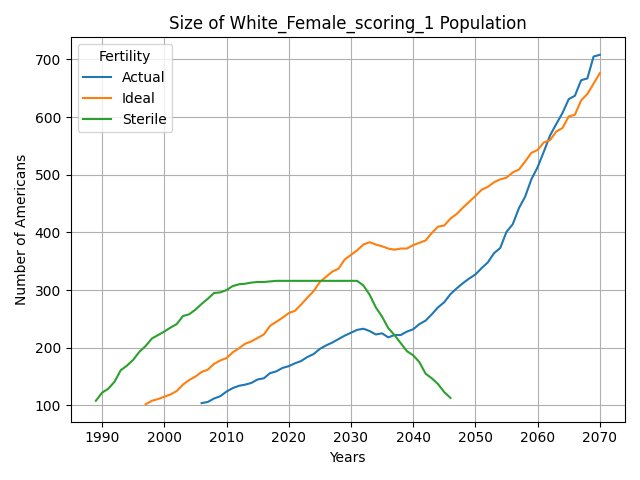 Size of White_Female_scoring_1 Population
Number of Americans
700
600
500
400
300
200
100
Fertility
Actual
Ideal
Sterile
1990 2000 2010 2020 2030 2040 2050 2060 2070
Years